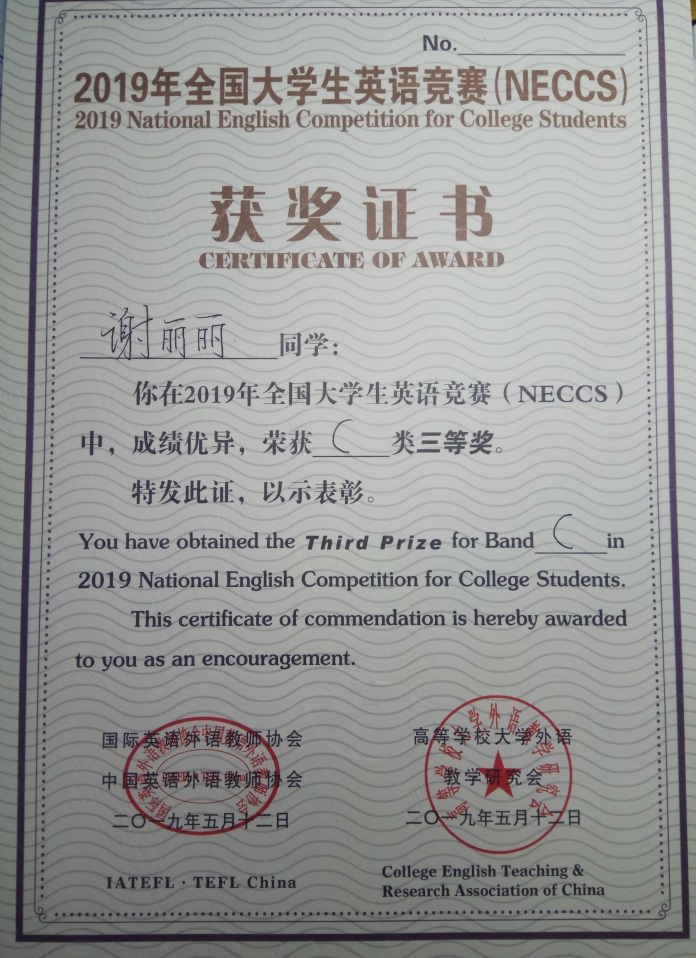 No.
2019年全国大学生英语竞赛(NECCS)
2019 National English Competition for College Students
获奖证书
CERTIFICATE OF AWARD
谢丽丽同学：
你在2019年全国大学生英语竞赛（NECCS）
中，成绩优异，荣获 C 类三等奖。
特发此证，以示表彰。
You have obtained the Third Prize for Band C in
2019 National English Competition for College Students.
This certificate of commendation is hereby awarded
to you as an encouragement.
国际英语外语教师协会
中国英语外语教师协会
二〇一九年五月十二日
IATEFL · TEFL China
高等学校大学外语
教学研究会
二〇一九年五月十二日
College English Teaching &
Research Association of China